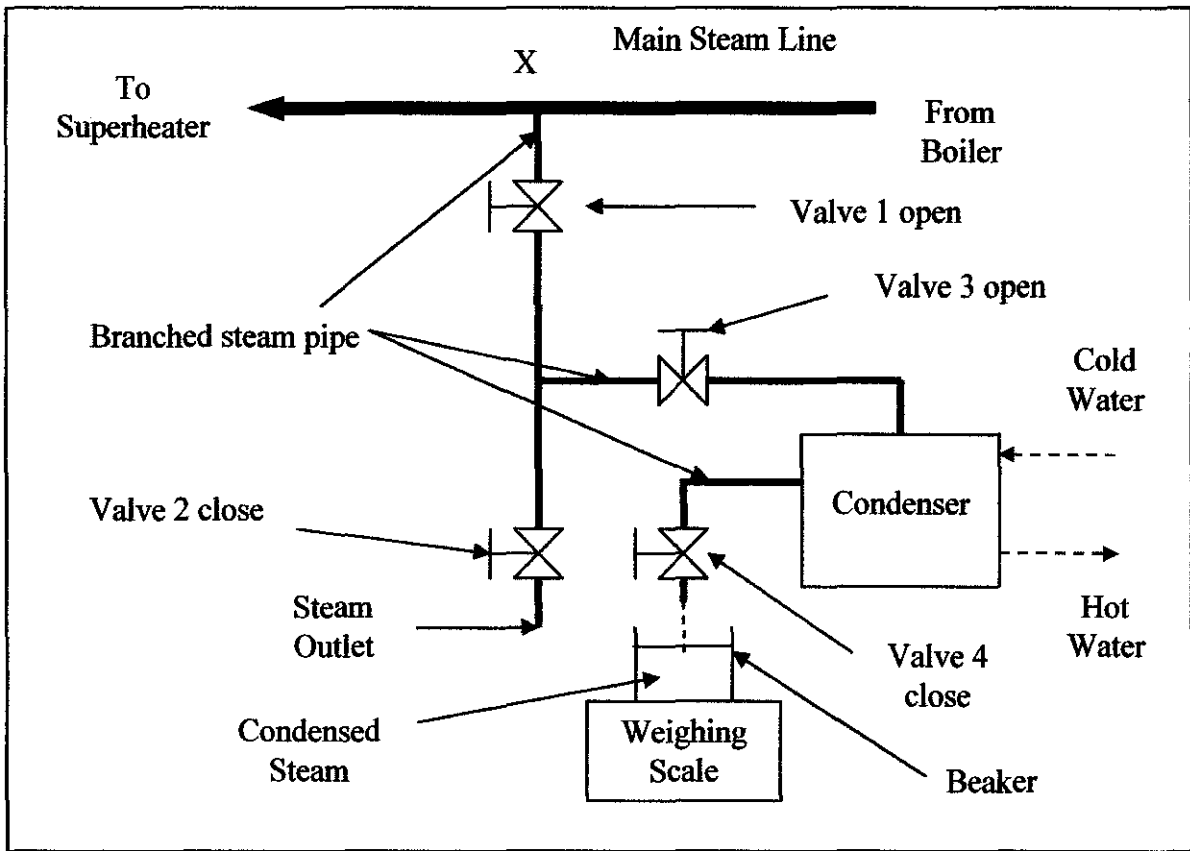 Main Steam Line
X
To
Superheater
From
Boiler
Valve 1 open
Valve 3 open
Branched steam pipe
Cold
Water
Valve 2 close
Condenser
Steam
Outlet
Hot
Water
Valve 4
close
Condensed
Steam
Weighing
Scale
Beaker